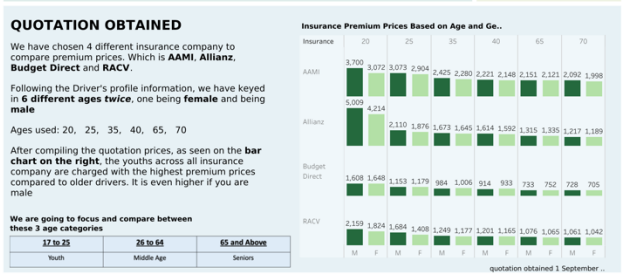 QUOTATION OBTAINED
We have chosen 4 different insurance company to
compare premium prices. Which is AAMI, Allianz,
Budget Direct and RACV.
Following the Driver's profile information, we have keyed
in 6 different ages twice, one being female and being
male
Ages used: 20, 25, 35, 40, 65, 70
After compiling the quotation prices, as seen on the bar
chart on the right, the youths across all insurance
company are charged with the highest premium prices
compared to older drivers. It is even higher if you are
male
We are going to focus and compare between
these 3 age categories
17 to 25 26 to 64 65 and Above
Youth Middle Age Seniors
Insurance Premium Prices Based on Age and Ge..
Insurance 20 25 35 40 65 70
AAMI 3,700 3,072 3,073 2,904 2,425 2,280 2,221 2,148 2,151 2,121 2,092 1,998
Allianz 5,009 4,214 2,110 1,876 1,673 1,645 1,614 1,592 1,315 1,335 1,217 1,189
Budget
Direct 1,608 1,648 1,153 1,179 984 1,006 914 933 733 752 728 705
RACV 2,159 1,824 1,684 1,408 1,249 1,177 1,201 1,165 1,076 1,065 1,061 1,042
M F M F M F M F M F M F
quotation obtained 1 September ..